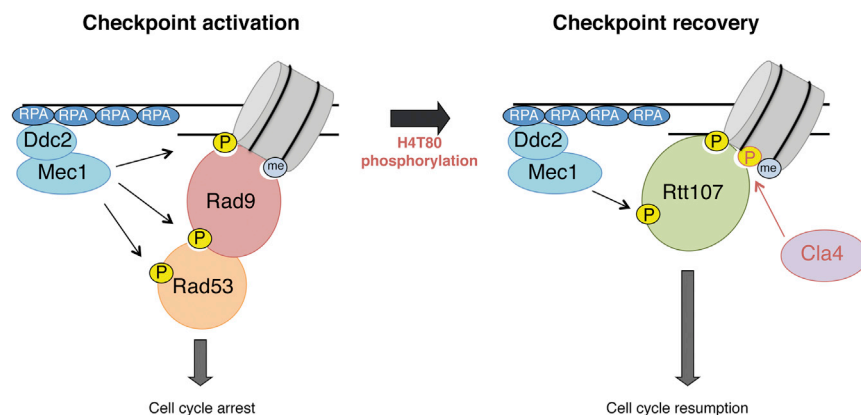 Checkpoint activation
RPA RPA RPA RPA
Ddc2
Mec1
P
me
Rad9
P
P
Rad53
Cell cycle arrest
H4T80
phosphorylation
Checkpoint recovery
RPA RPA RPA RPA
Ddc2
Mec1
P
P
me
Rtt107
P
Cla4
Cell cycle resumption